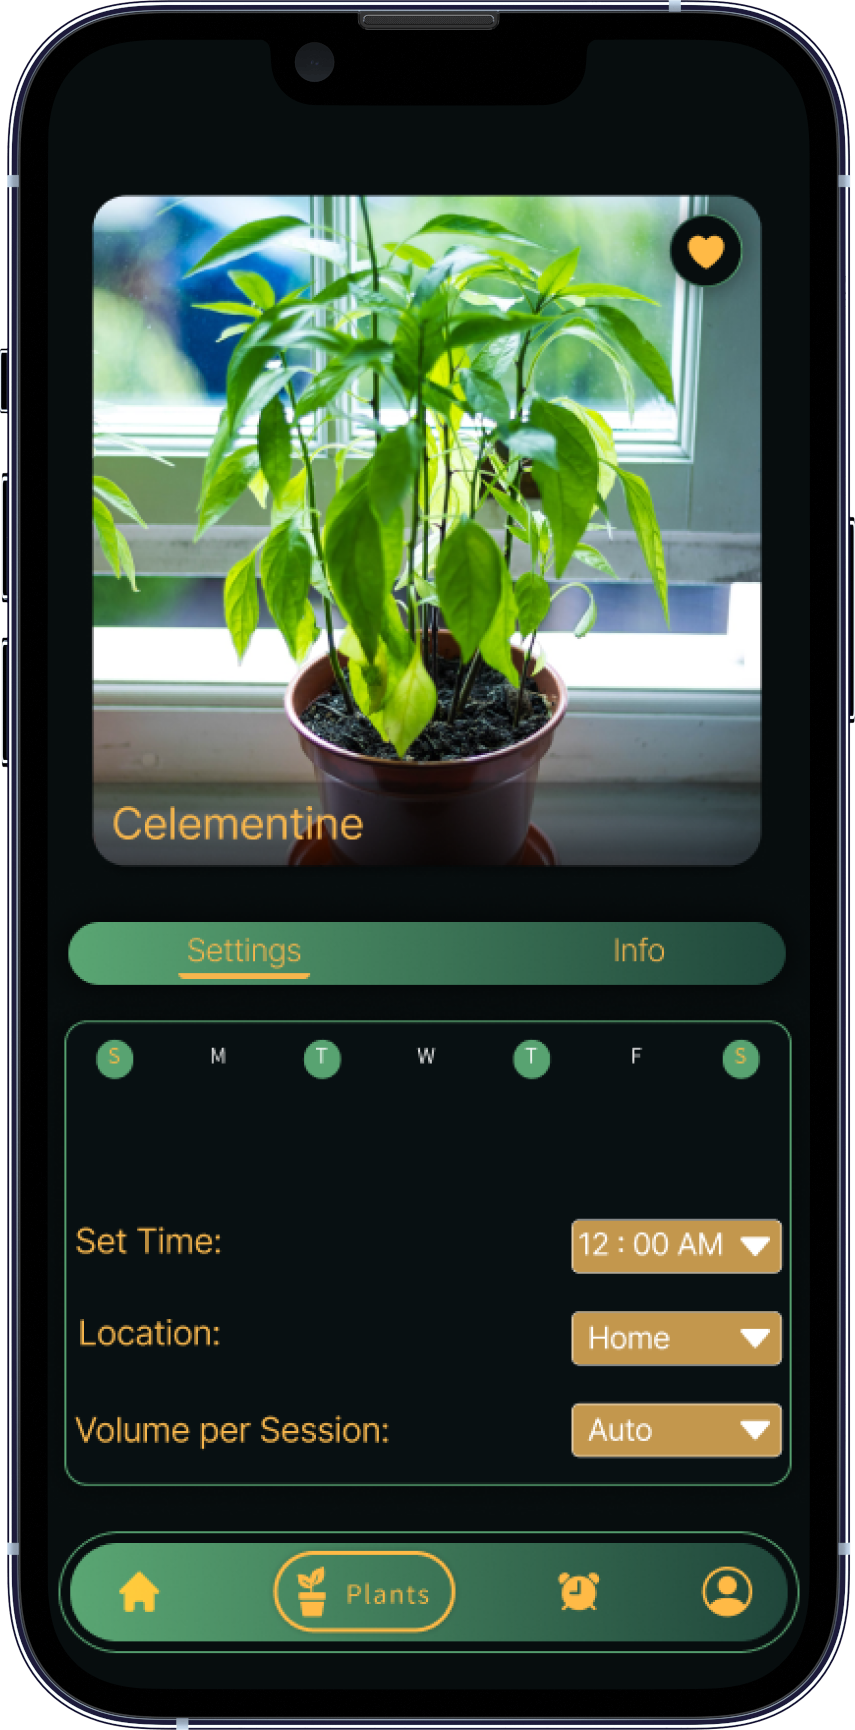 Celementine
Settings Info
S M T W T F S
Set Time: 12 : 00 AM
Location: Home
Volume per Session: Auto
Plants